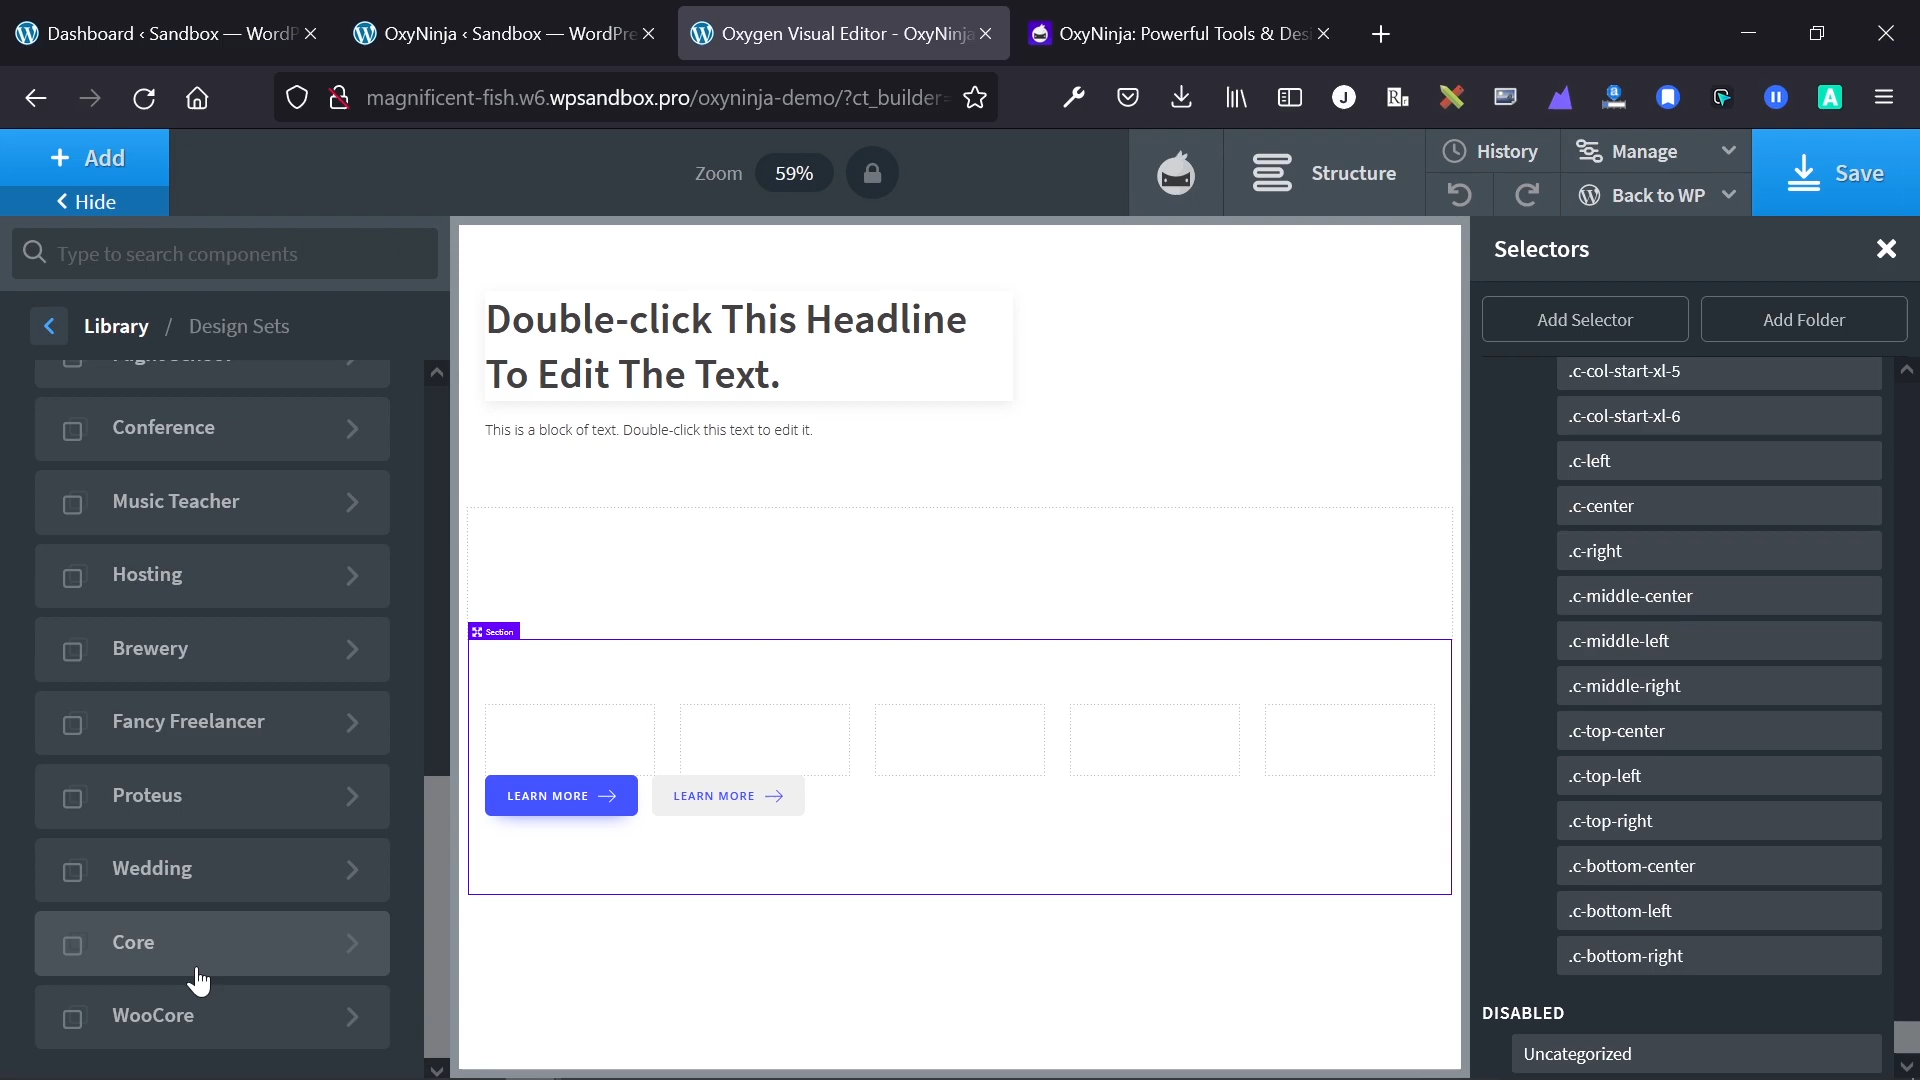 Dashboard ‹ Sandbox — WordP
OxyNinja ‹ Sandbox — WordPre
Oxygen Visual Editor - OxyNinja
OxyNinja: Powerful Tools & Desi
magnificent-fish.w6.wpsandbox.pro/oxyninja-demo/?ct_builder=
+ Add
Hide
Zoom 59%
Structure
History
Manage
Back to WP
Save
Type to search components
Library / Design Sets
Conference
Music Teacher
Hosting
Brewery
Fancy Freelancer
Proteus
Wedding
Core
WooCore
Double-click This Headline
To Edit The Text.
This is a block of text. Double-click this text to edit it.
Section
LEARN MORE
LEARN MORE
Selectors
Add Selector
Add Folder
.c-col-start-xl-5
.c-col-start-xl-6
.c-left
.c-center
.c-right
.c-middle-center
.c-middle-left
.c-middle-right
.c-top-center
.c-top-left
.c-top-right
.c-bottom-center
.c-bottom-left
.c-bottom-right
DISABLED
Uncategorized